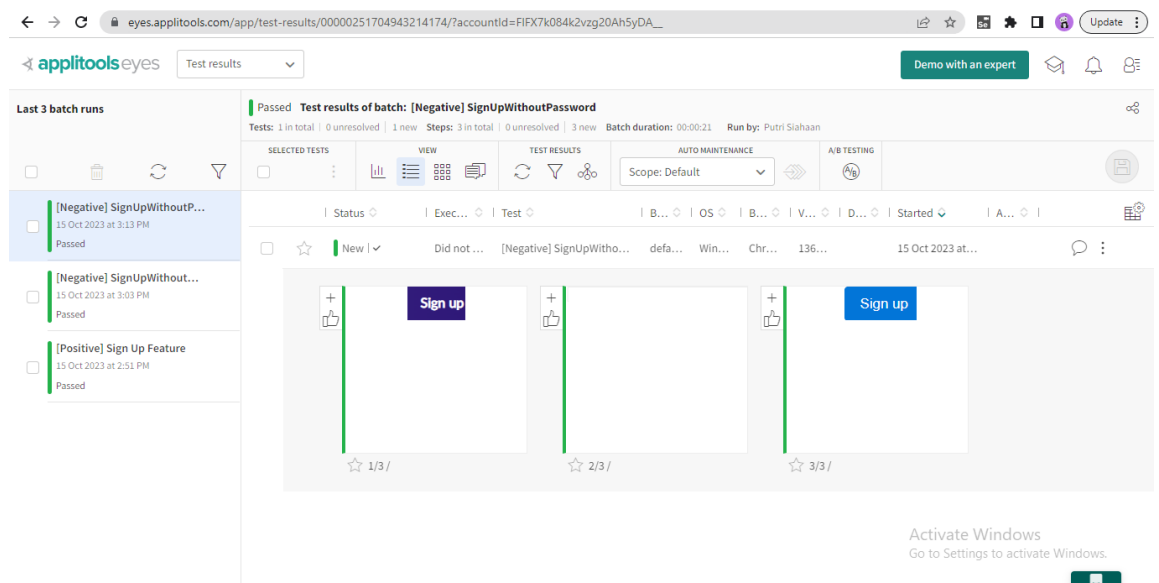 eyes.applitools.com/app/test-results/00000251704943214174/?accountId=FIFX7k084k2vzg20Ah5yDA__
Update
applitools eyes
Test results
Demo with an expert
Last 3 batch runs
Passed Test results of batch: [Negative] SignUpWithoutPassword
Tests: 1 in total | 0 unresolved | 1 new Steps: 3 in total | 0 unresolved | 3 new Batch duration: 00:00:21 Run by: Putri Siahaan
SELECTED TESTS VIEW TEST RESULTS AUTO MAINTENANCE A/B TESTING
Scope: Default
A/B
[Negative] SignUpWithoutP...
15 Oct 2023 at 3:13 PM
Passed
[Negative] SignUpWithout...
15 Oct 2023 at 3:03 PM
Passed
[Positive] Sign Up Feature
15 Oct 2023 at 2:51 PM
Passed
Status Exec... Test B... OS B... V... D... Started A...
New Did not ... [Negative] SignUpWitho... defa... Win... Chr... 136... 15 Oct 2023 at...
Sign up
Sign up
1/3 /
2/3 /
3/3 /
Activate Windows
Go to Settings to activate Windows.